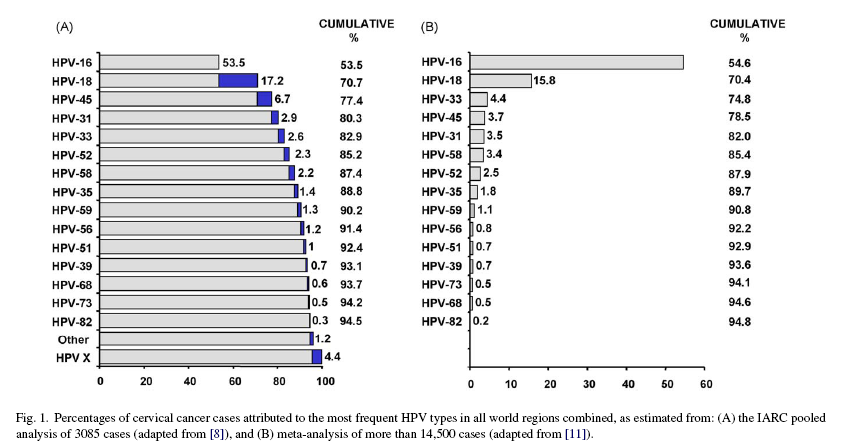 (A)
CUMULATIVE
%
HPV-16 53.5 53.5
HPV-18 17.2 70.7
HPV-45 6.7 77.4
HPV-31 2.9 80.3
HPV-33 2.6 82.9
HPV-52 2.3 85.2
HPV-58 2.2 87.4
HPV-35 1.4 88.8
HPV-59 1.3 90.2
HPV-56 1.2 91.4
HPV-51 1 92.4
HPV-39 0.7 93.1
HPV-68 0.6 93.7
HPV-73 0.5 94.2
HPV-82 0.3 94.5
Other 1.2
HPV X 4.4
0 20 40 60 80 100
(B)
CUMULATIVE
%
HPV-16 54.6
HPV-18 15.8 70.4
HPV-33 4.4 74.8
HPV-45 3.7 78.5
HPV-31 3.5 82.0
HPV-58 3.4 85.4
HPV-52 2.5 87.9
HPV-35 1.8 89.7
HPV-59 1.1 90.8
HPV-56 0.8 92.2
HPV-51 0.7 92.9
HPV-39 0.7 93.6
HPV-73 0.5 94.1
HPV-68 0.5 94.6
HPV-82 0.2 94.8
0 10 20 30 40 50 60
Fig. 1. Percentages of cervical cancer cases attributed to the most frequent HPV types in all world regions combined, as estimated from: (A) the IARC pooled
analysis of 3085 cases (adapted from [8]), and (B) meta-analysis of more than 14,500 cases (adapted from [11]).